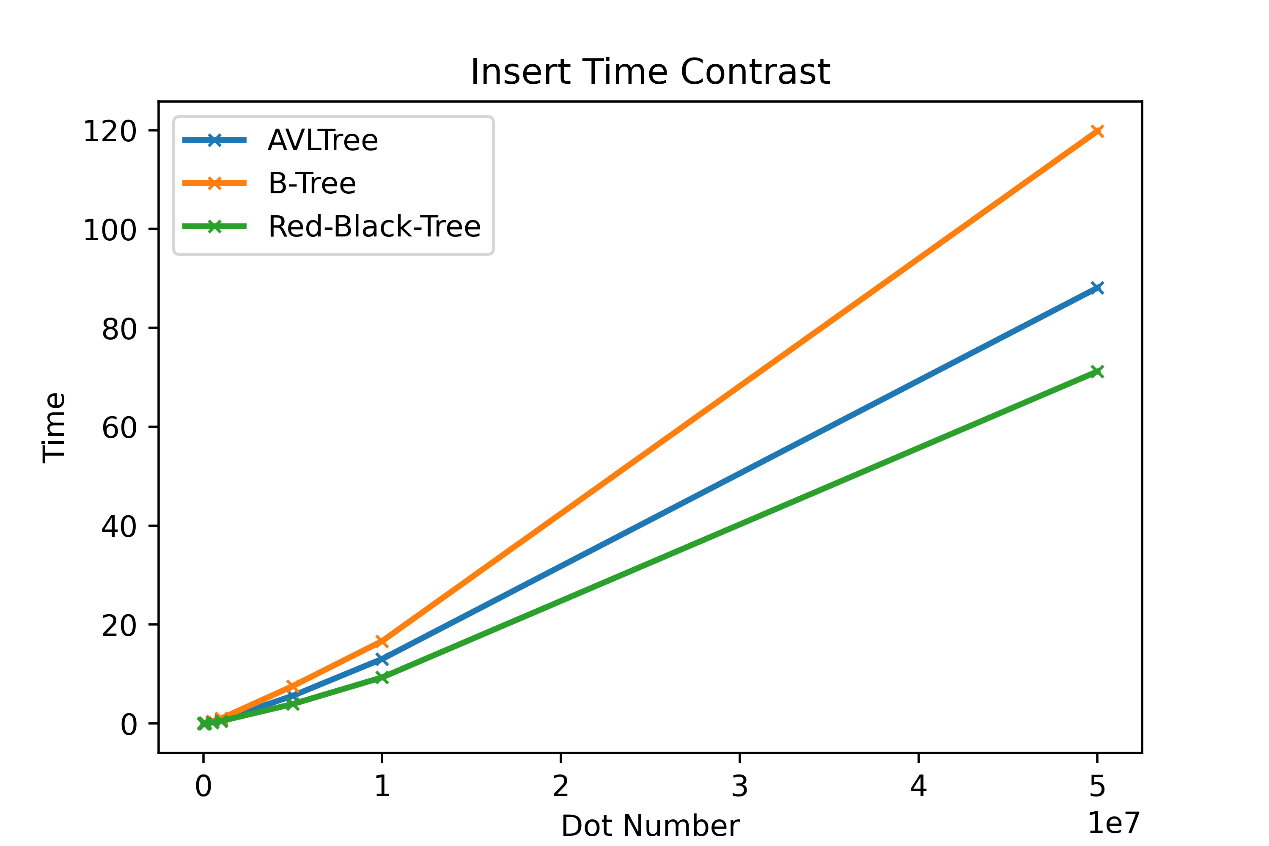 Insert Time Contrast
AVLTree
B-Tree
Red-Black-Tree
120
100
80
60
40
20
0
Time
0 1 2 3 4 5
1e7
Dot Number